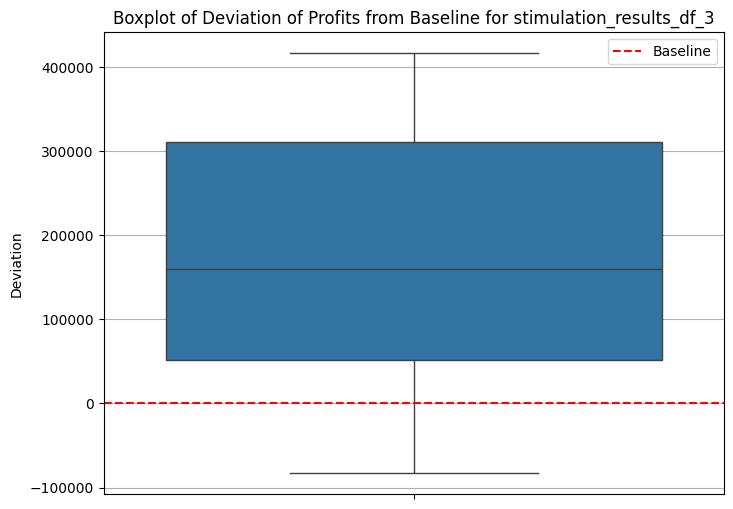 Boxplot of Deviation of Profits from Baseline for stimulation_results_df_3
Baseline
400000
300000
200000
100000
0
−100000
Deviation